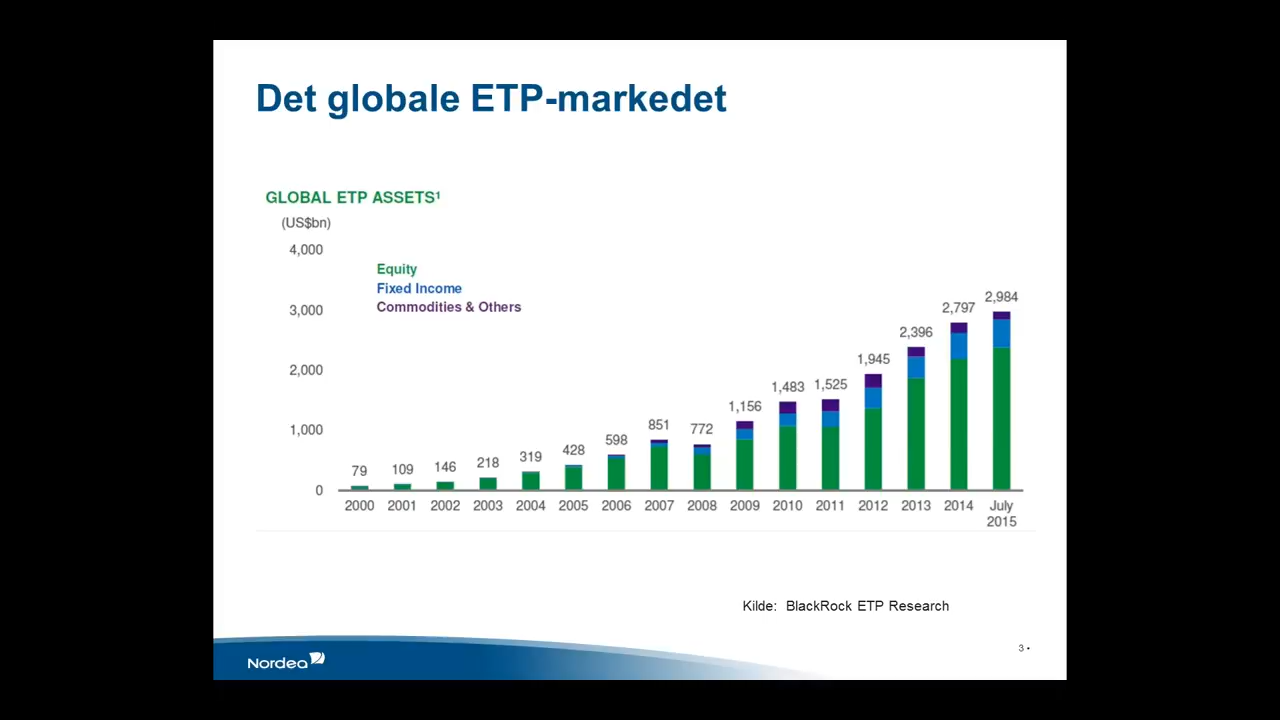 Det globale ETP-markedet
GLOBAL ETP ASSETS¹
(US$bn)
4,000
3,000
2,000
1,000
0
Equity
Fixed Income
Commodities & Others
79
109
146
218
319
428
598
851
772
1,156
1,483
1,525
1,945
2,396
2,797
2,984
2000 2001 2002 2003 2004 2005 2006 2007 2008 2009 2010 2011 2012 2013 2014 July
2015
Kilde: BlackRock ETP Research
Nordea
3 •